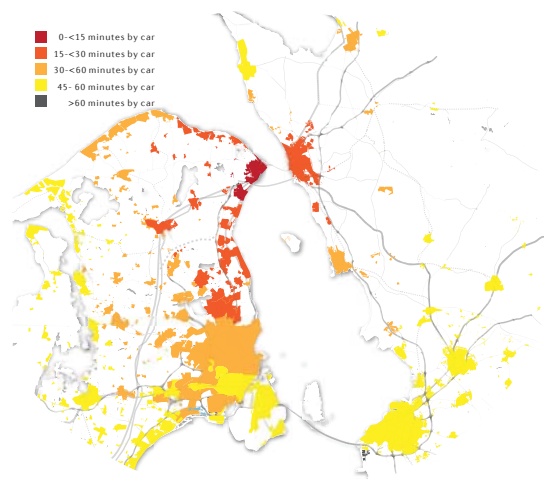 0-<15 minutes by car
15-<30 minutes by car
30-<60 minutes by car
45- 60 minutes by car
>60 minutes by car